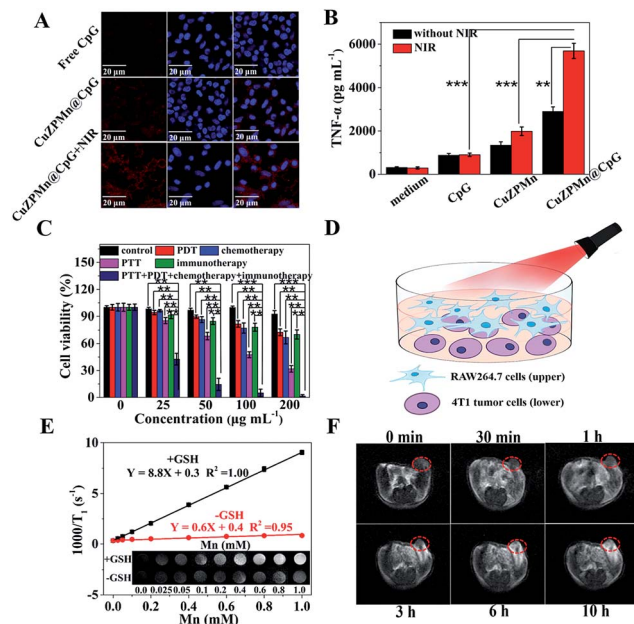 A
Free CpG
20 μm
20 μm
20 μm
CuZPMn@CpG
20 μm
20 μm
20 μm
CuZPMn@CpG+NIR
20 μm
20 μm
20 μm
B
without NIR
NIR
TNF-α (pg mL-1)
6000
4000
2000
0
***
***
**
medium
CpG
CuZPMn
CuZPMn@CpG
C
control
PDT
chemotherapy
PTT
immunotherapy
PTT+PDT+chemotherapy+immunotherapy
Cell viability (%)
150
120
90
60
30
0
0
25
50
100
200
Concentration (μg mL-1)
D
RAW264.7 cells (upper)
4T1 tumor cells (lower)
E
1000/T1 (s-1)
10
5
0
-5
+GSH
Y = 8.8X + 0.3 R2 =1.00
-GSH
Y = 0.6X + 0.4 R2 =0.95
Mn (mM)
+GSH
-GSH
0.0 0.025 0.05 0.1 0.2 0.4 0.6 0.8 1.0
0.0 0.2 0.4 0.6 0.8 1.0
Mn (mM)
F
0 min
30 min
1 h
3 h
6 h
10 h